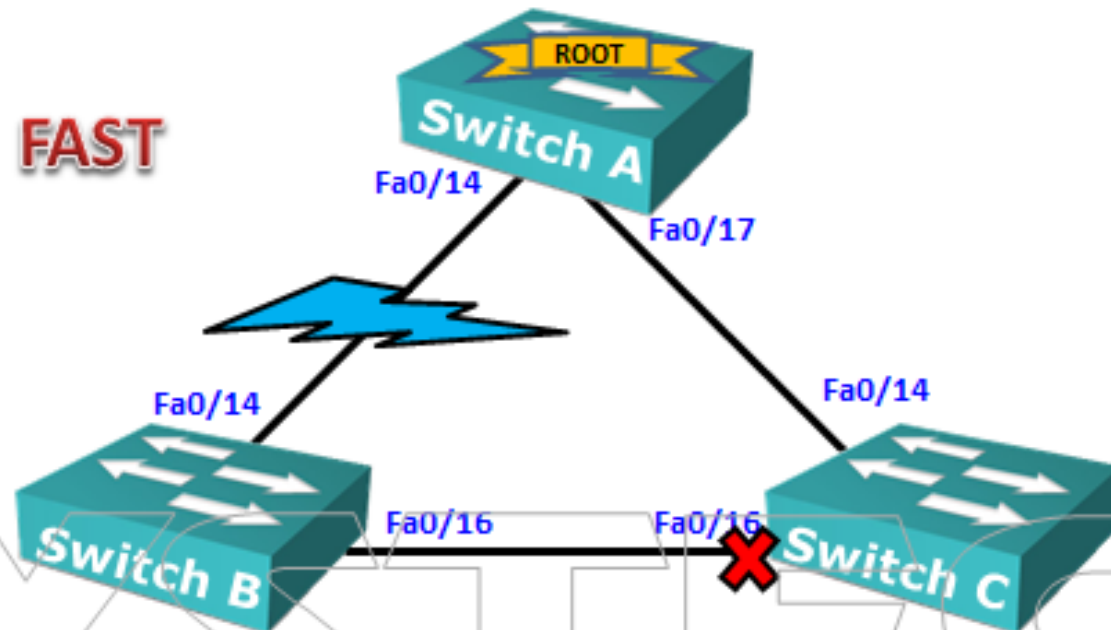 ROOT
Switch A
FAST
Fa0/14
Fa0/17
Fa0/14
Fa0/14
Fa0/16
Fa0/16
Switch B
Switch C